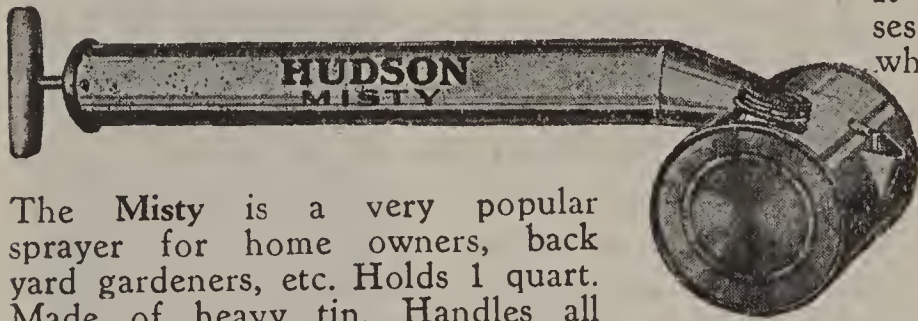 ses
wh
HUDSON
MISTY
The Misty is a very popular
sprayer for home owners, back
yard gardeners, etc. Holds 1 quart.
Made of heavy tin. Handles all